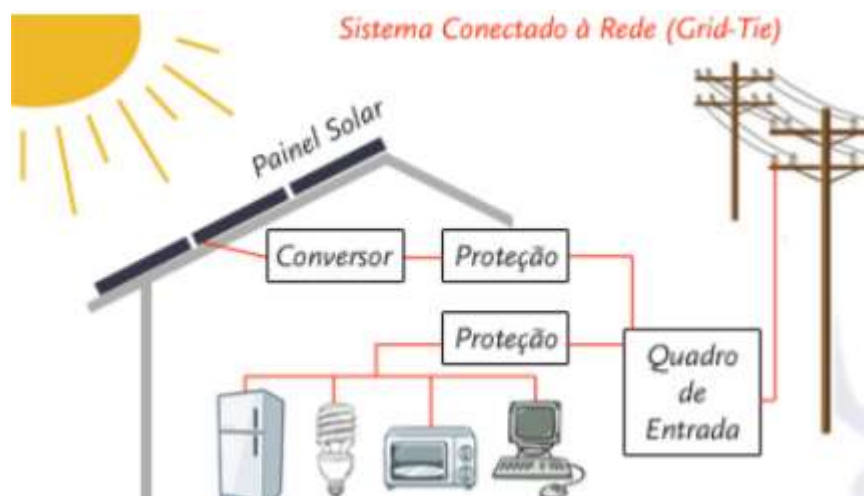 Sistema Conectado à Rede (Grid-Tie)
Painel Solar
Conversor
Proteção
Proteção
Quadro
de
Entrada